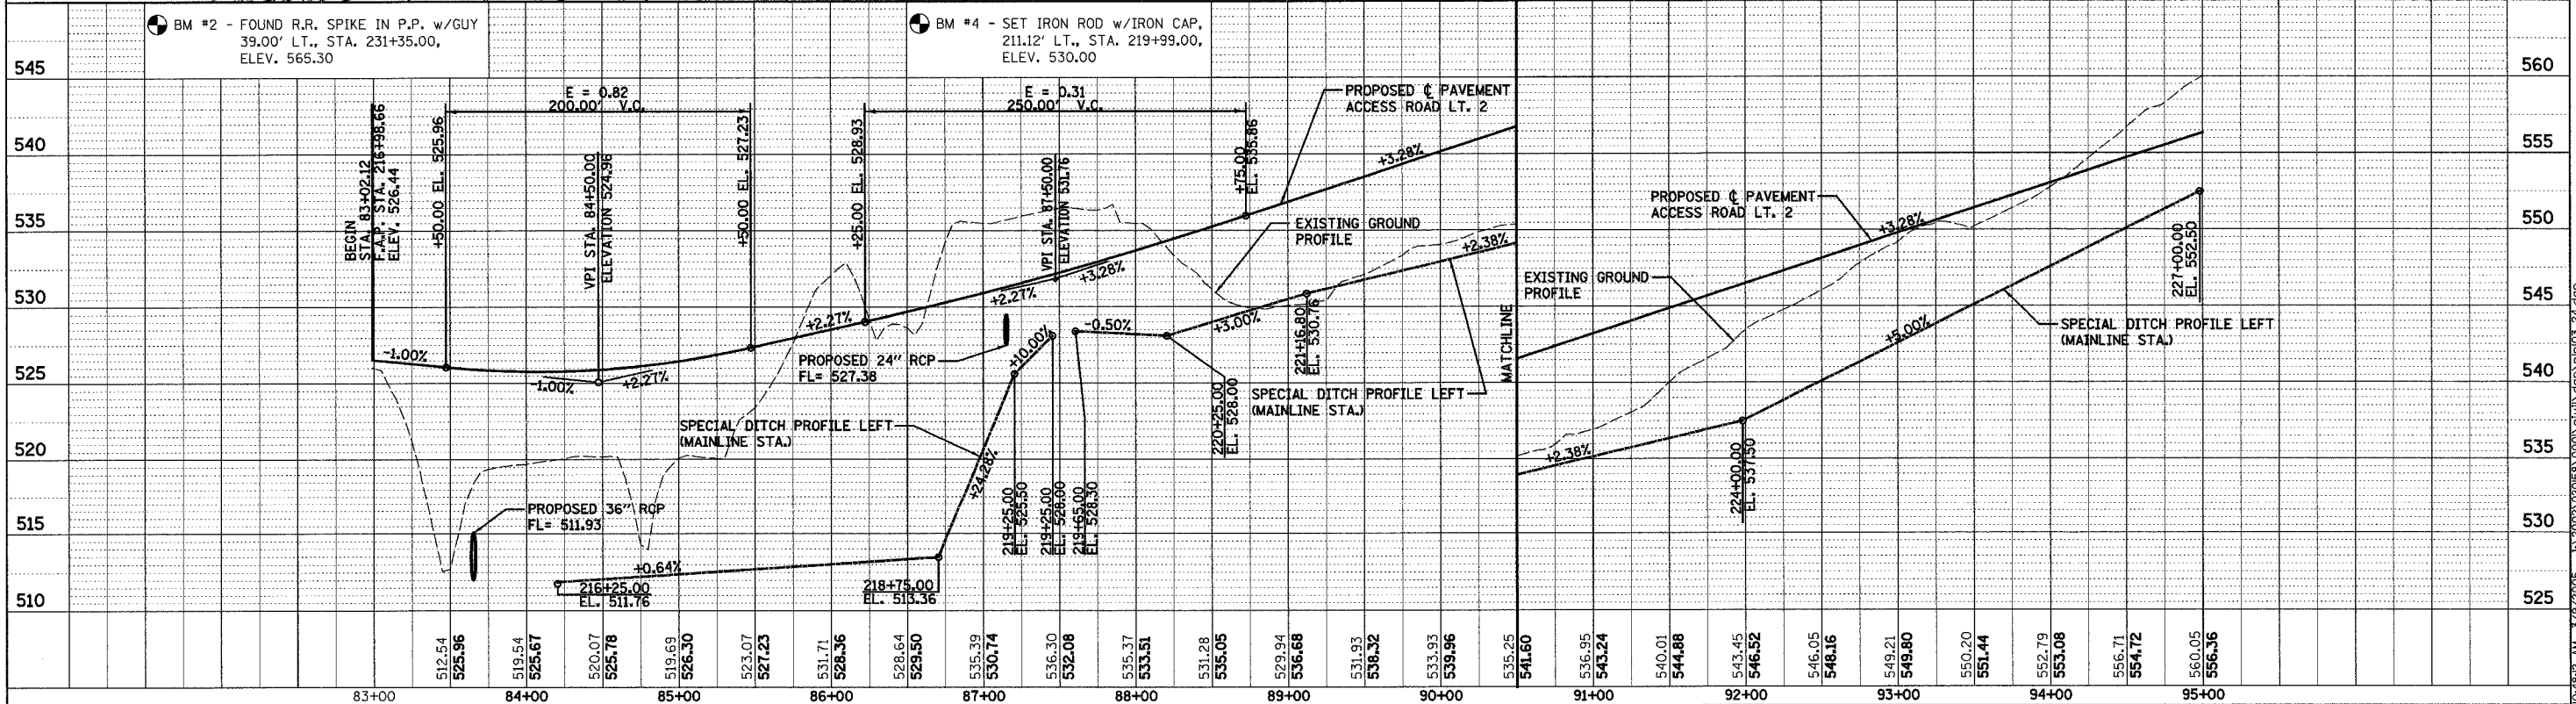 BM #2 - FOUND R.R. SPIKE IN P.P. w/GUY
39.00' LT., STA. 231+35.00,
ELEV. 565.30
BM #4 - SET IRON ROD w/IRON CAP,
211.12' LT., STA. 219+99.00,
ELEV. 530.00
545
540
535
530
525
520
515
510
BEGIN
STA. 83+02.12
F.A.P. STA. 216+98.66
ELEV. 526.44
+50.00 EL. 525.96
E = 0.82
200.00' V.C.
VPI STA. 84+50.00
ELEVATION 524.96
+50.00 EL. 527.23
+25.00 EL. 528.93
E = 0.31
250.00' V.C.
VPI STA. 87+50.00
ELEVATION 531.76
+75.00
EL. 535.86
PROPOSED ℄ PAVEMENT
ACCESS ROAD LT. 2
+3.28%
EXISTING GROUND
PROFILE
+2.38%
-1.00%
-1.00%
+2.27%
+2.27%
+2.27%
+3.28%
PROPOSED 24" RCP
FL= 527.38
+10.00%
-0.50%
+3.00%
221+16.80
EL. 530.76
SPECIAL DITCH PROFILE LEFT
(MAINLINE STA.)
220+25.00
EL. 528.00
SPECIAL DITCH PROFILE LEFT
(MAINLINE STA.)
+24.28%
219+25.00
EL. 525.50
219+25.00
EL. 528.00
219+65.00
EL. 528.30
PROPOSED 36" RCP
FL= 511.93
+0.64%
216+25.00
EL. 511.76
218+75.00
EL. 513.36
MATCHLINE
PROPOSED ℄ PAVEMENT
ACCESS ROAD LT. 2
+3.28%
EXISTING GROUND
PROFILE
+2.38%
224+00.00
EL. 537.50
+5.00%
SPECIAL DITCH PROFILE LEFT
(MAINLINE STA.)
227+00.00
EL. 552.50
560
555
550
545
540
535
530
525
512.54
525.96
519.54
525.67
520.07
525.78
519.69
526.30
523.07
527.23
531.71
528.36
528.64
529.50
535.39
530.74
536.30
532.08
535.37
533.51
531.28
535.05
529.94
536.68
531.93
538.32
533.93
539.96
535.25
541.60
536.95
543.24
540.01
544.88
543.45
546.52
546.05
548.16
549.21
549.80
550.20
551.44
552.79
553.08
556.71
554.72
560.05
556.36
83+00 84+00 85+00 86+00 87+00 88+00 89+00 90+00 91+00 92+00 93+00 94+00 95+00